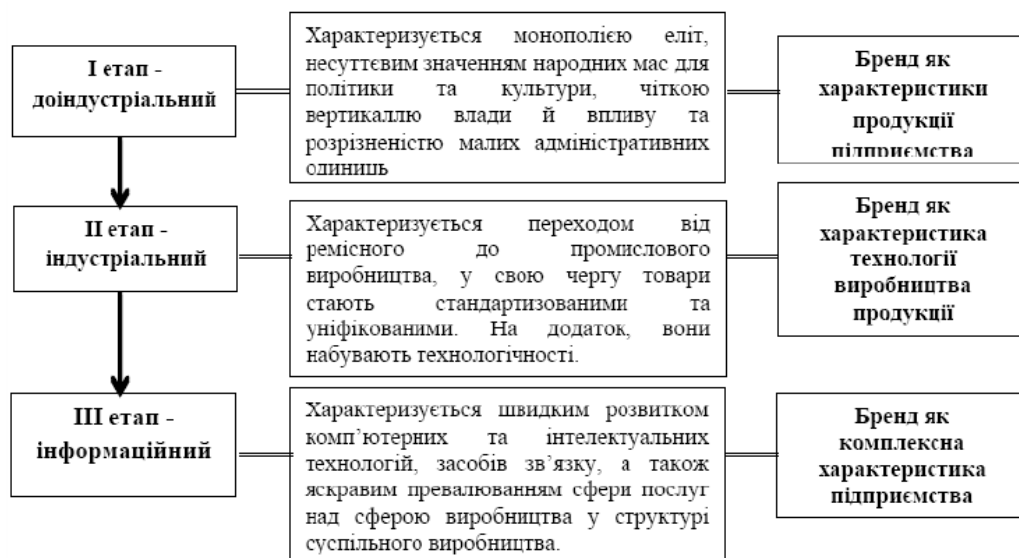 І етап -
доіндустріальний
Характеризується монополією еліт,
несуттєвим значенням народних мас для
політики та культури, чіткою
вертикаллю влади й впливу та
розрізненістю малих адміністративних
одиниць
Бренд як
характеристики
продукції
підприємства
ІІ етап -
індустріальний
Характеризується переходом від
ремісного до промислового
виробництва, у свою чергу товари
стають стандартизованими та
уніфікованими. На додаток, вони
набувають технологічності.
Бренд як
характеристика
технології
виробництва
продукції
ІІІ етап -
інформаційний
Характеризується швидким розвитком
комп’ютерних та інтелектуальних
технологій, засобів зв’язку, а також
яскравим превалюванням сфери послуг
над сферою виробництва у структурі
суспільного виробництва.
Бренд як
комплексна
характеристика
підприємства